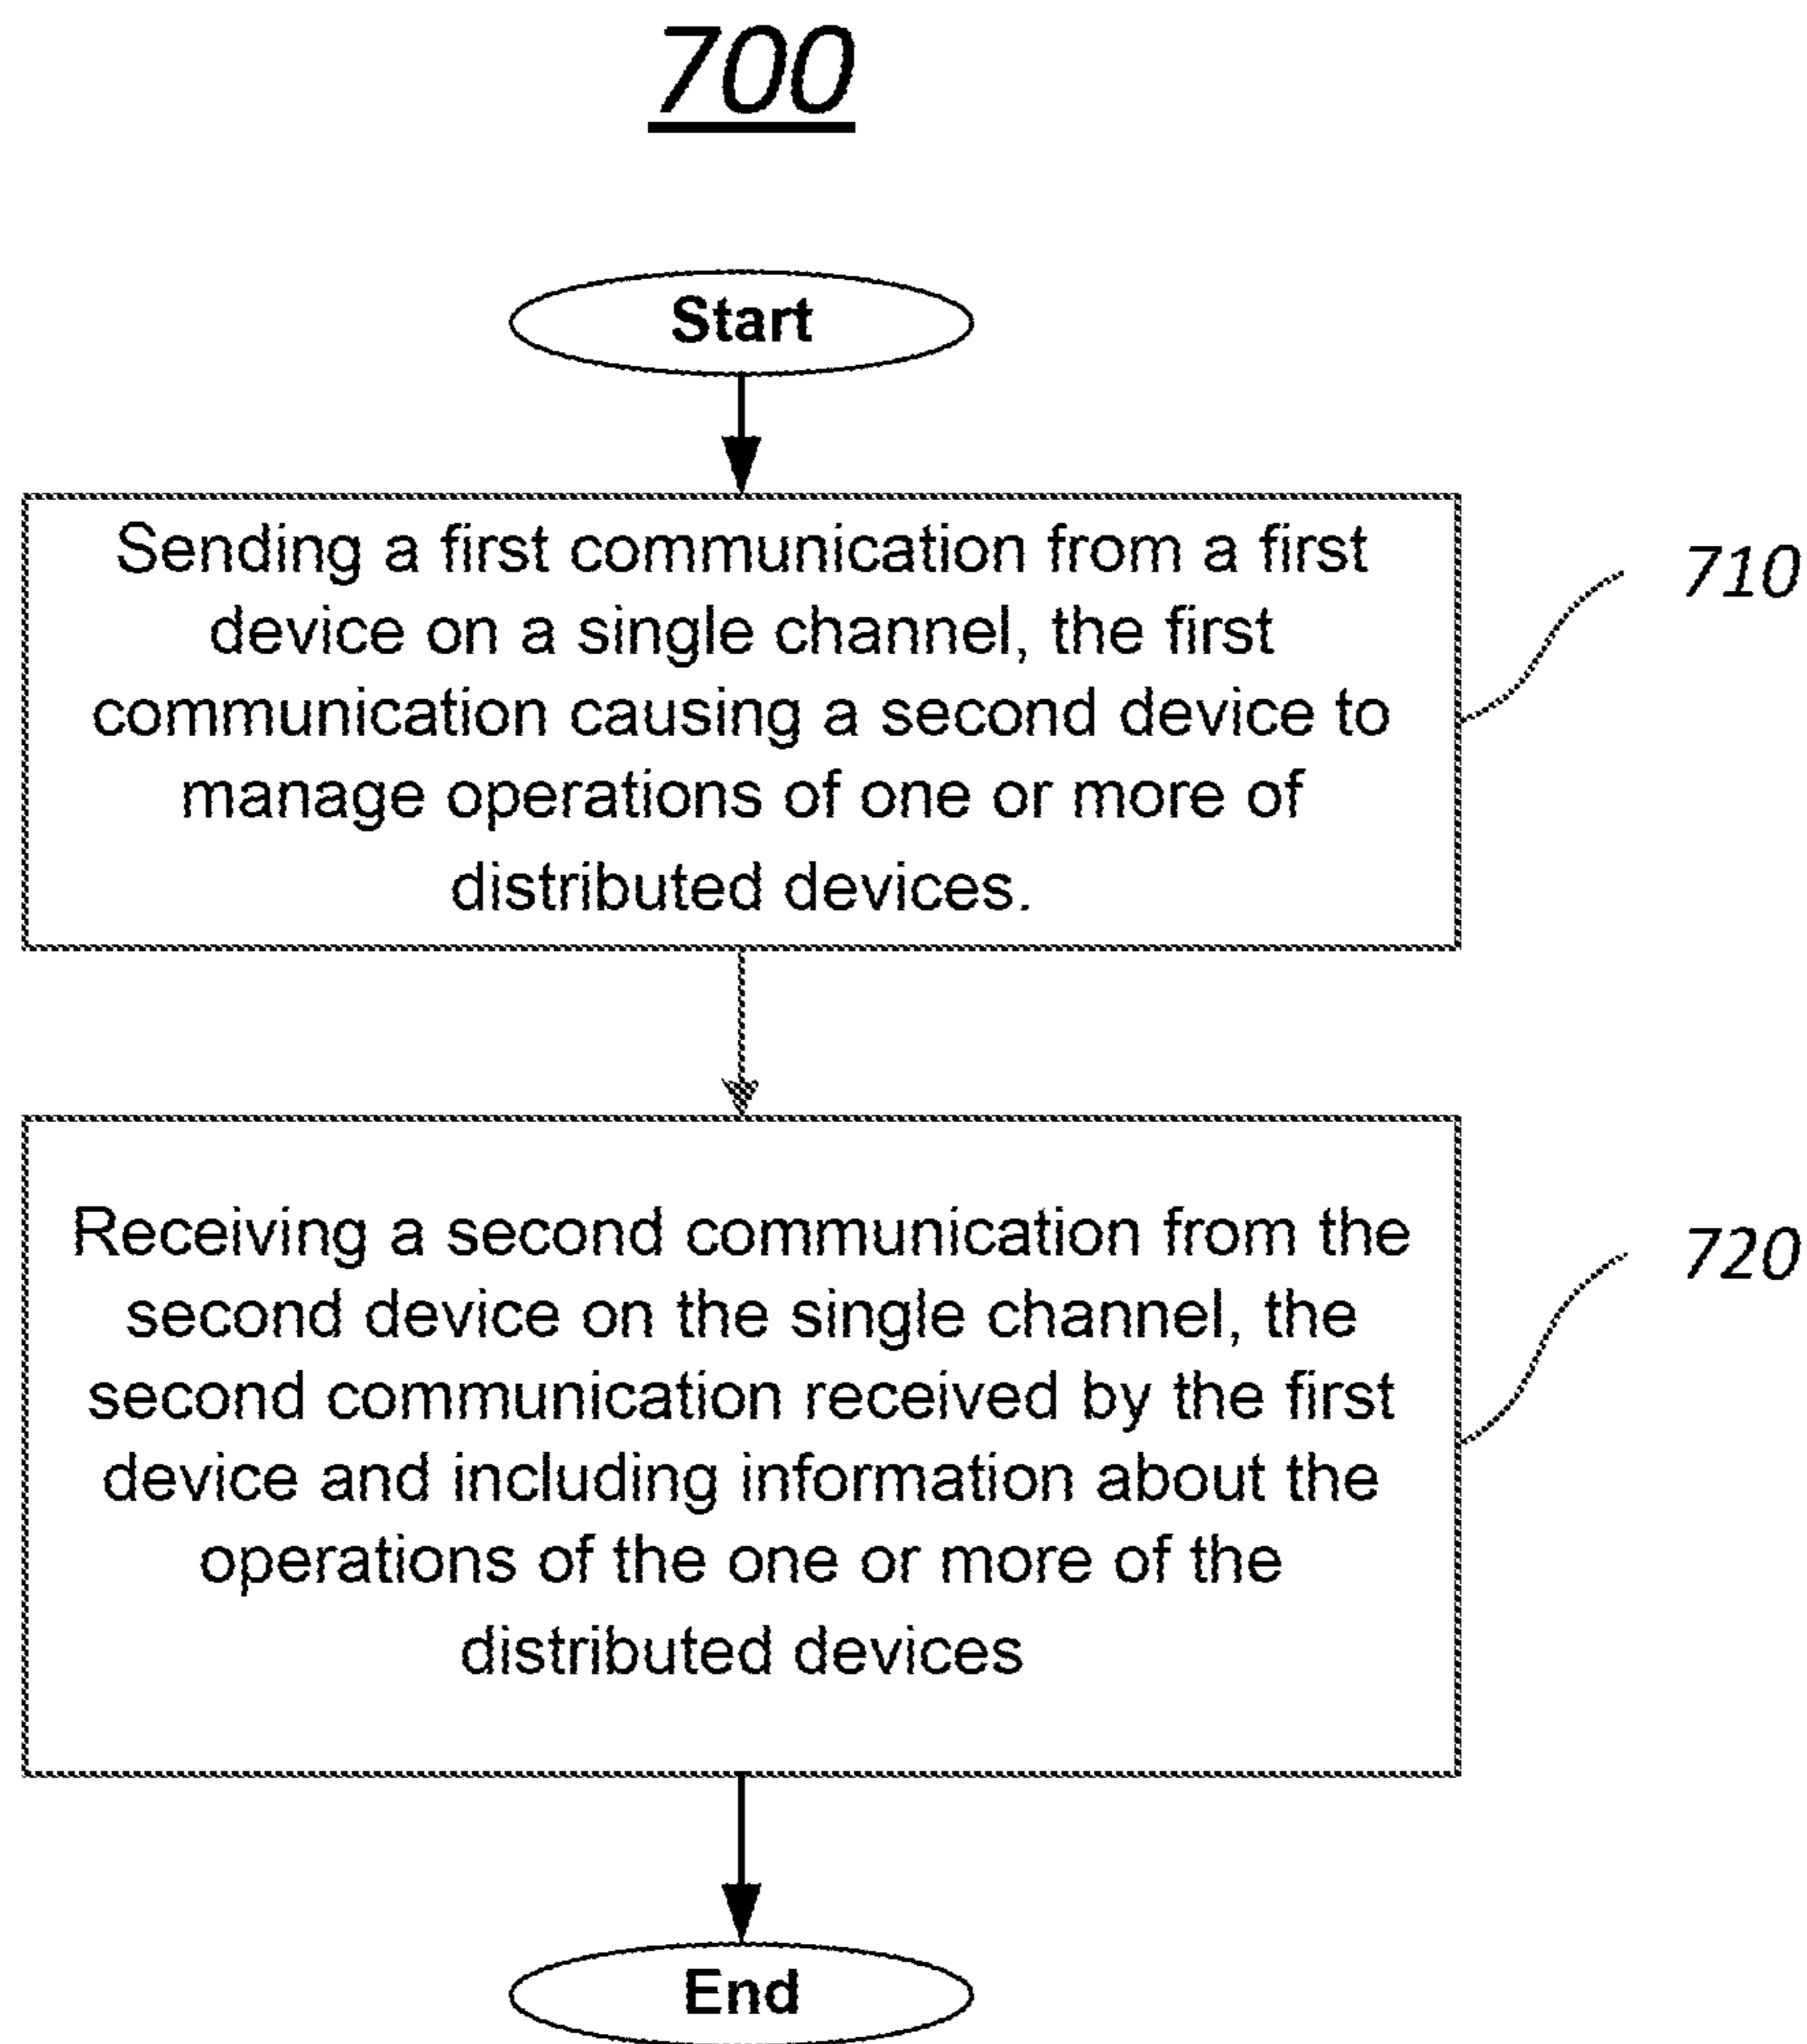 700
Start
Sending a first communication from a first
device on a single channel, the first
communication causing a second device to
manage operations of one or more of
distributed devices.
710
Receiving a second communication from the
second device on the single channel, the
second communication received by the first
device and including information about the
operations of the one or more of the
distributed devices
720
End